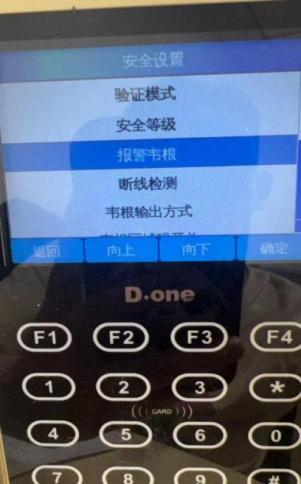 安全设置
验证模式
安全等级
报警韦根
断线检测
韦根输出方式
返回 向上 向下 确定
D·one
F1 F2 F3 F4
1 2 3 *
((( CARD )))
4 5 6 0
7 8 9 #